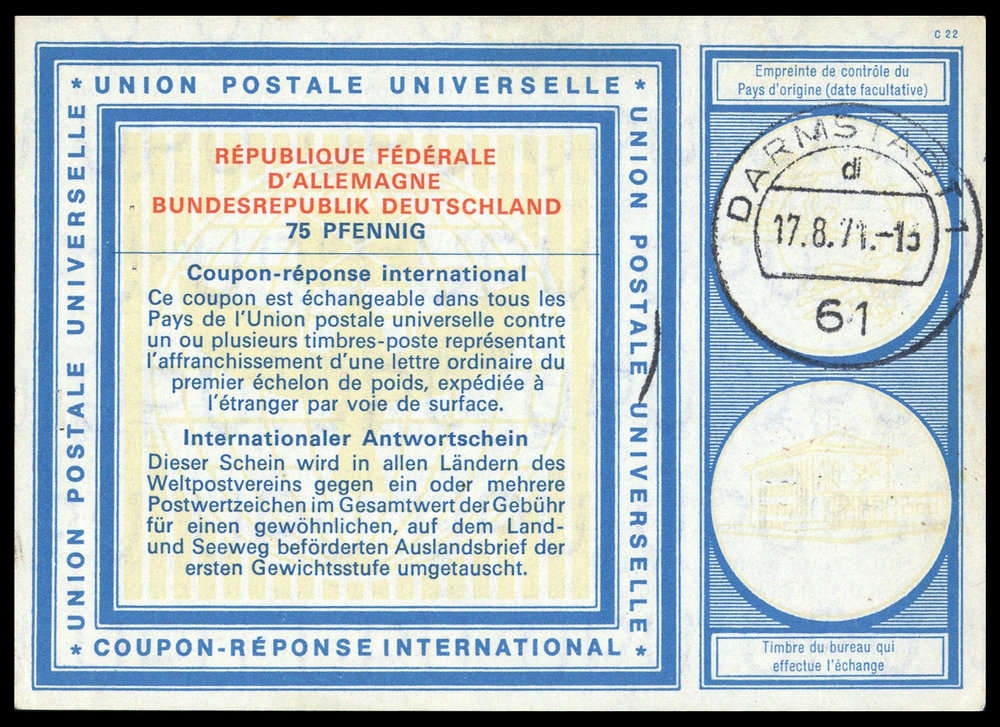 C 22
* UNION POSTALE UNIVERSELLE *
UNION POSTALE UNIVERSELLE
UNION POSTALE UNIVERSELLE
RÉPUBLIQUE FÉDÉRALE
D'ALLEMAGNE
BUNDESREPUBLIK DEUTSCHLAND
75 PFENNIG
Coupon-réponse international
Ce coupon est échangeable dans tous les
Pays de l'Union postale universelle contre
un ou plusieurs timbres-poste représentant
l'affranchissement d'une lettre ordinaire du
premier échelon de poids, expédiée à
l'étranger par voie de surface.
Internationaler Antwortschein
Dieser Schein wird in allen Ländern des
Weltpostvereins gegen ein oder mehrere
Postwertzeichen im Gesamtwert der Gebühr
für einen gewöhnlichen, auf dem Land-
und Seeweg beförderten Auslandsbrief der
ersten Gewichtsstufe umgetauscht.
* COUPON-RÉPONSE INTERNATIONAL *
Empreinte de contrôle du
Pays d'origine (date facultative)
DARMSTADT 1
di
17.8.71.-13
61
Timbre du bureau qui
effectue l'échange